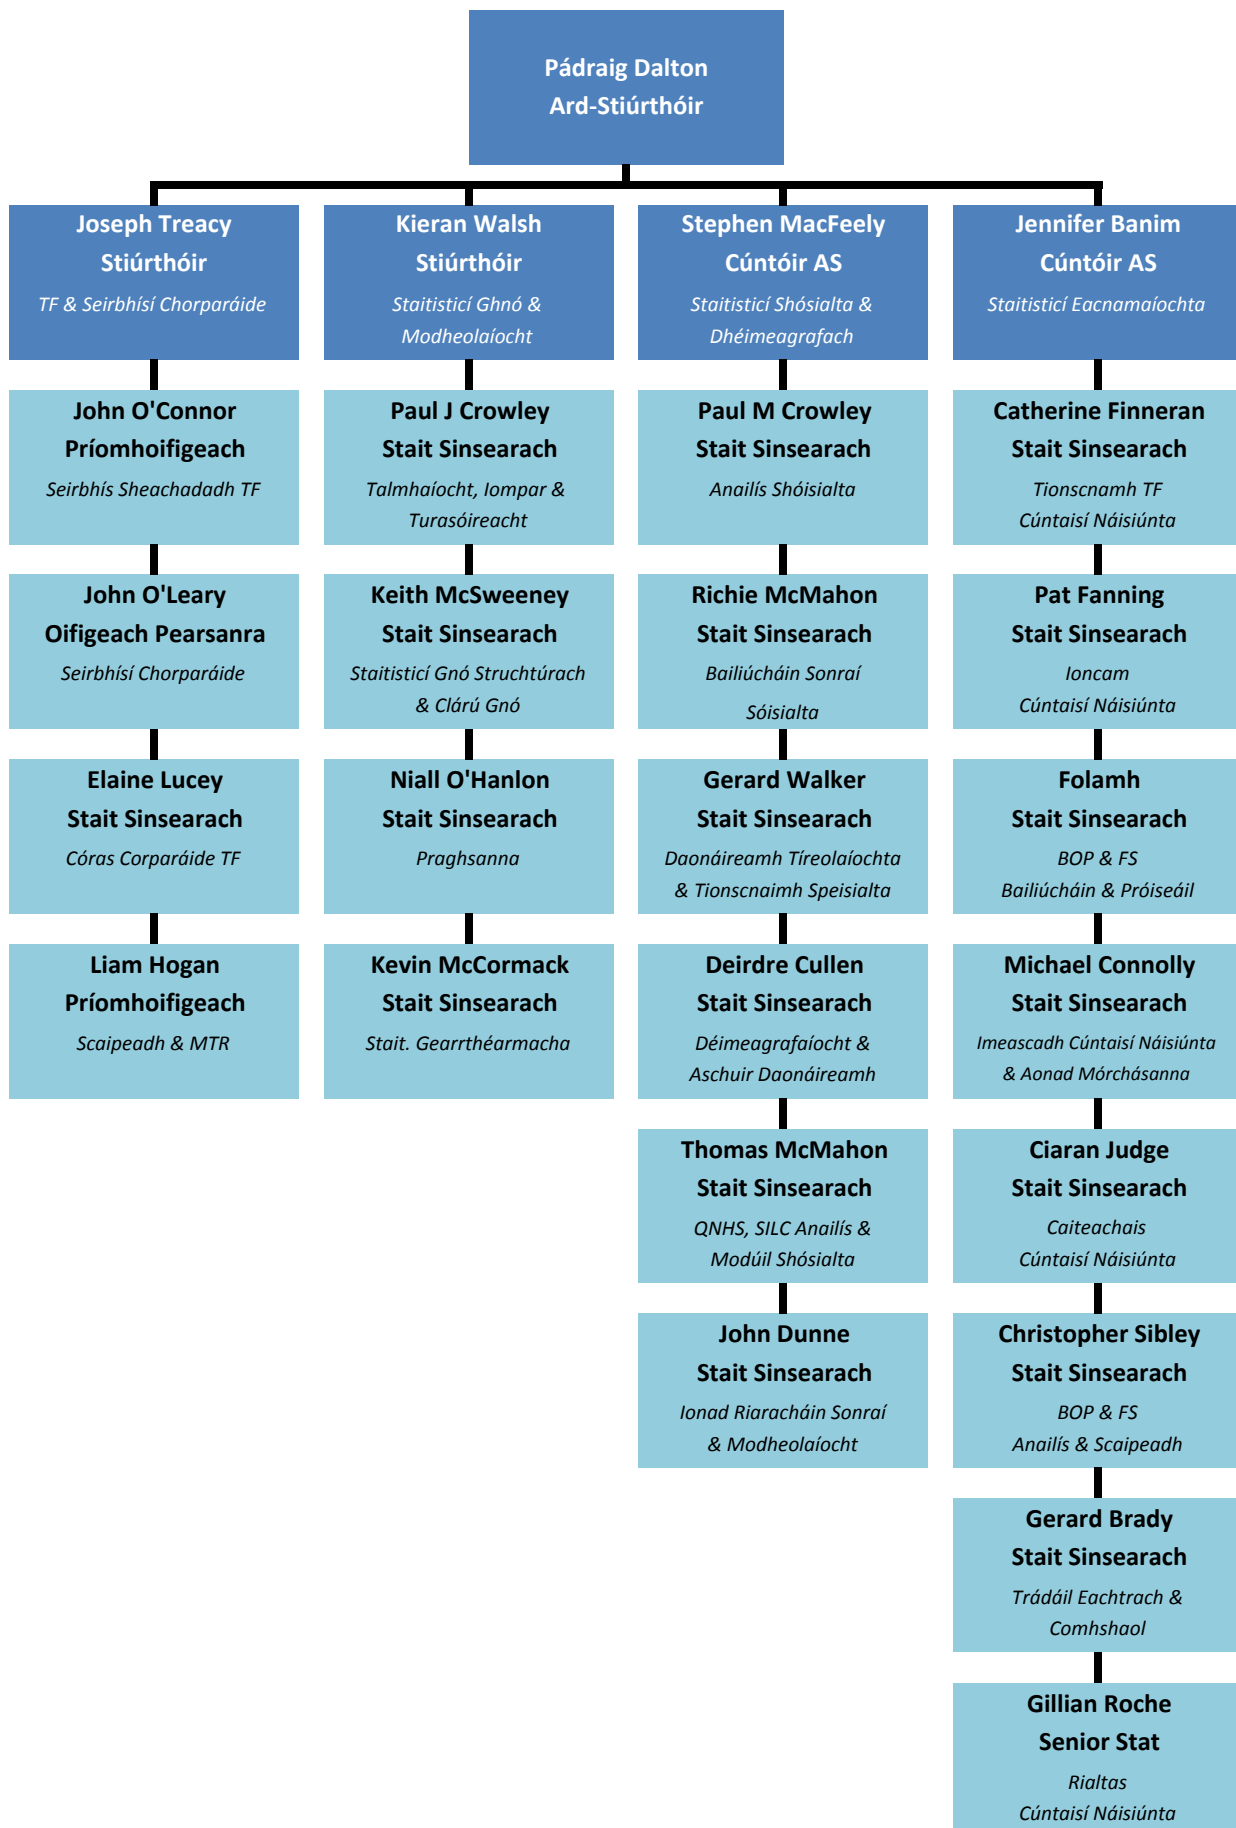 Pádraig Dalton
Ard-Stiúrthóir
Joseph Treacy
Stiúrthóir
TF & Seirbhísí Chorparáide
John O'Connor
Príomhoifigeach
Seirbhís Sheachadadh TF
John O'Leary
Oifigeach Pearsanra
Seirbhísí Chorparáide
Elaine Lucey
Stait Sinsearach
Córas Corparáide TF
Liam Hogan
Príomhoifigeach
Scaipeadh & MTR
Kieran Walsh
Stiúrthóir
Staitisticí Ghnó &
Modheolaíocht
Paul J Crowley
Stait Sinsearach
Talmhaíocht, Iompar &
Turasóireacht
Keith McSweeney
Stait Sinsearach
Staitisticí Gnó Struchtúrach
& Clárú Gnó
Niall O'Hanlon
Stait Sinsearach
Praghsanna
Kevin McCormack
Stait Sinsearach
Stait. Gearrthéarmacha
Stephen MacFeely
Cúntóir AS
Staitisticí Shósialta &
Dhéimeagrafach
Paul M Crowley
Stait Sinsearach
Anailís Shóisialta
Richie McMahon
Stait Sinsearach
Bailiúcháin Sonraí
Sóisialta
Gerard Walker
Stait Sinsearach
Daonáireamh Tíreolaíochta
& Tionscnaimh Speisialta
Deirdre Cullen
Stait Sinsearach
Déimeagrafaíocht &
Aschuir Daonáireamh
Thomas McMahon
Stait Sinsearach
QNHS, SILC Anailís &
Modúil Shósialta
John Dunne
Stait Sinsearach
Ionad Riaracháin Sonraí
& Modheolaíocht
Jennifer Banim
Cúntóir AS
Staitisticí Eacnamaíochta
Catherine Finneran
Stait Sinsearach
Tionscnamh TF
Cúntaisí Náisiúnta
Pat Fanning
Stait Sinsearach
Ioncam
Cúntaisí Náisiúnta
Folamh
Stait Sinsearach
BOP & FS
Bailiúcháin & Próiseáil
Michael Connolly
Stait Sinsearach
Imeascadh Cúntaisí Náisiúnta
& Aonad Mórchásanna
Ciaran Judge
Stait Sinsearach
Caiteachais
Cúntaisí Náisiúnta
Christopher Sibley
Stait Sinsearach
BOP & FS
Anailís & Scaipeadh
Gerard Brady
Stait Sinsearach
Trádáil Eachtrach &
Comhshaol
Gillian Roche
Senior Stat
Rialtas
Cúntaisí Náisiúnta